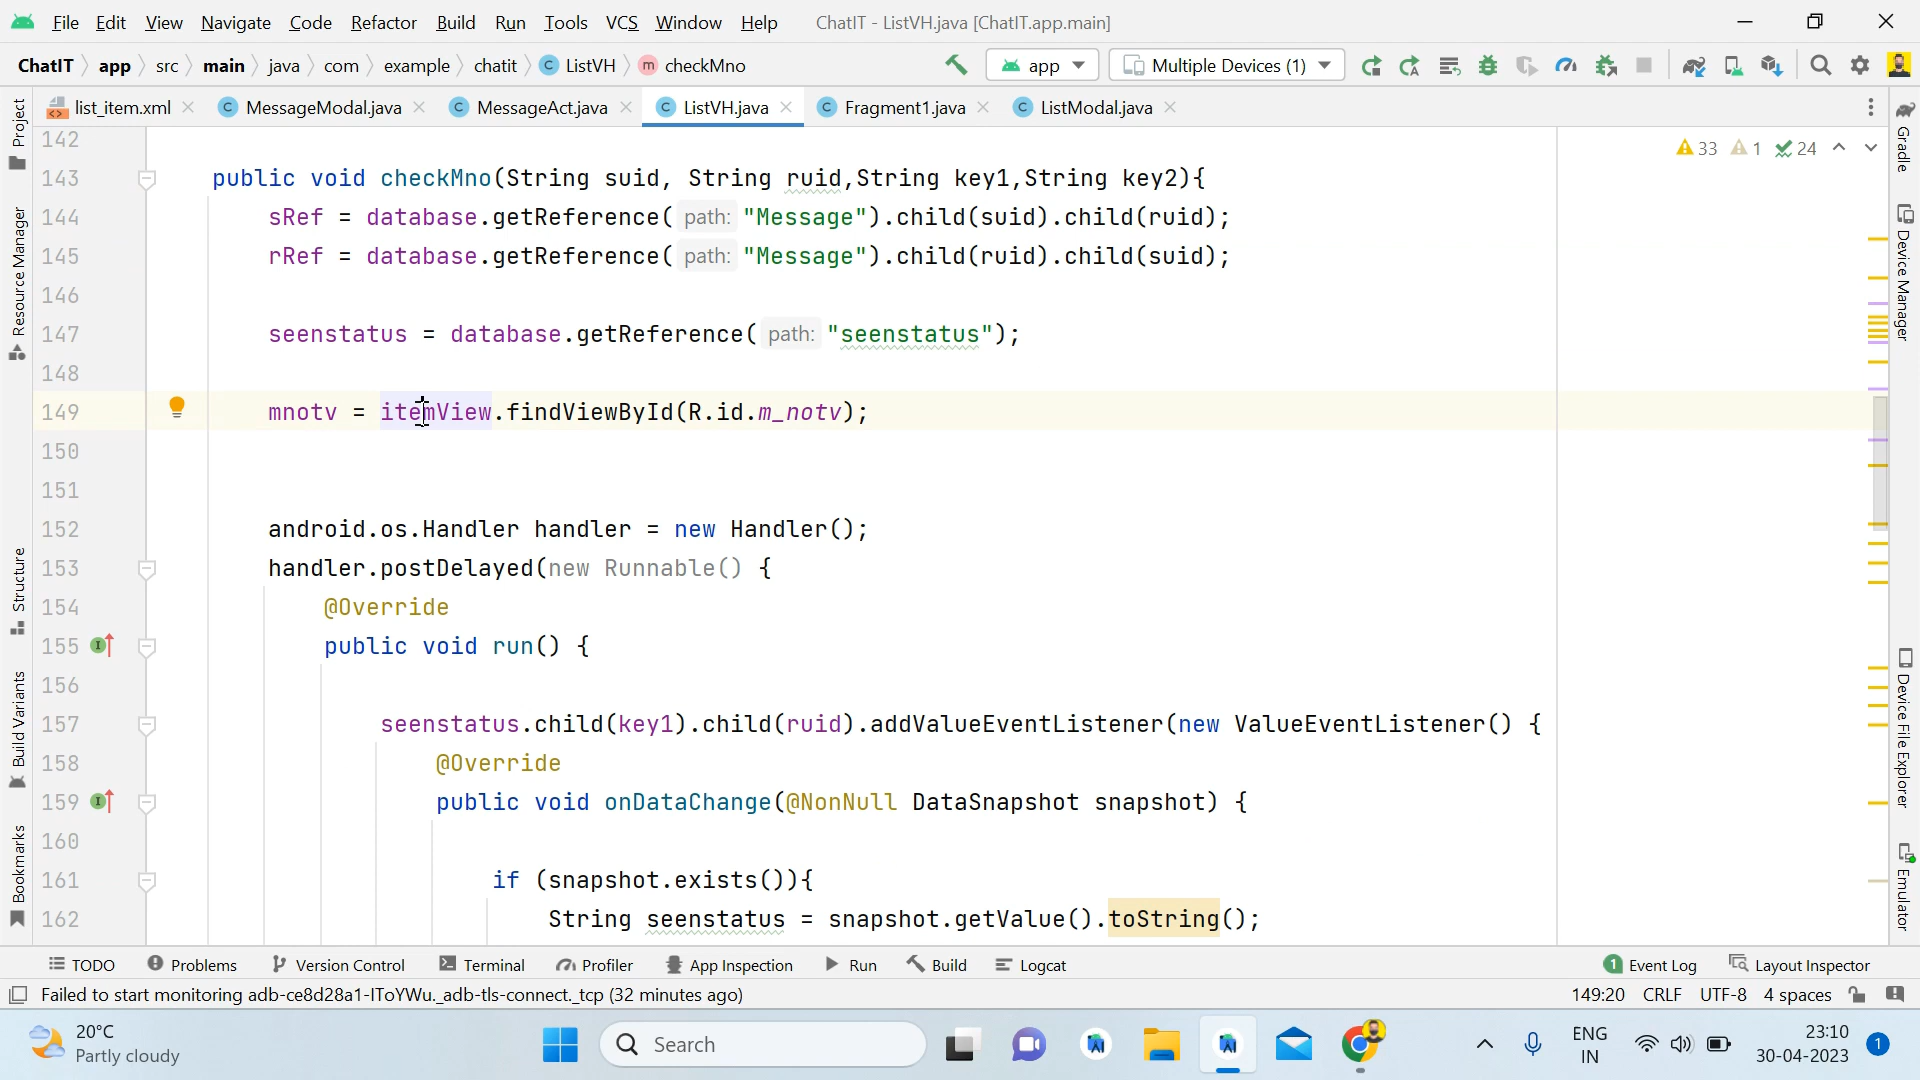 File Edit View Navigate Code Refactor Build Run Tools VCS Window Help ChatIT - ListVH.java [ChatIT.app.main]
ChatIT app src main java com example chatit C ListVH m checkMno app Multiple Devices (1)
list_item.xml C MessageModal.java C MessageAct.java C ListVH.java C Fragment1.java C ListModal.java
Project
Resource Manager
Structure
Build Variants
Bookmarks
142
33 1 24
143 public void checkMno(String suid, String ruid,String key1,String key2){
144 sRef = database.getReference( path: "Message").child(suid).child(ruid);
145 rRef = database.getReference( path: "Message").child(ruid).child(suid);
146
147 seenstatus = database.getReference( path: "seenstatus");
148
149 mnotv = itemView.findViewById(R.id.m_notv);
150
151
152 android.os.Handler handler = new Handler();
153 handler.postDelayed(new Runnable() {
154 @Override
155 public void run() {
156
157 seenstatus.child(key1).child(ruid).addValueEventListener(new ValueEventListener() {
158 @Override
159 public void onDataChange(@NonNull DataSnapshot snapshot) {
160
161 if (snapshot.exists()){
162 String seenstatus = snapshot.getValue().toString();
Gradle
Device Manager
Device File Explorer
Emulator
TODO Problems Version Control Terminal Profiler App Inspection Run Build Logcat 1 Event Log Layout Inspector
Failed to start monitoring adb-ce8d28a1-IToYWu._adb-tls-connect._tcp (32 minutes ago) 149:20 CRLF UTF-8 4 spaces
20°C
Partly cloudy
Search
ENG
IN
23:10
30-04-2023
1